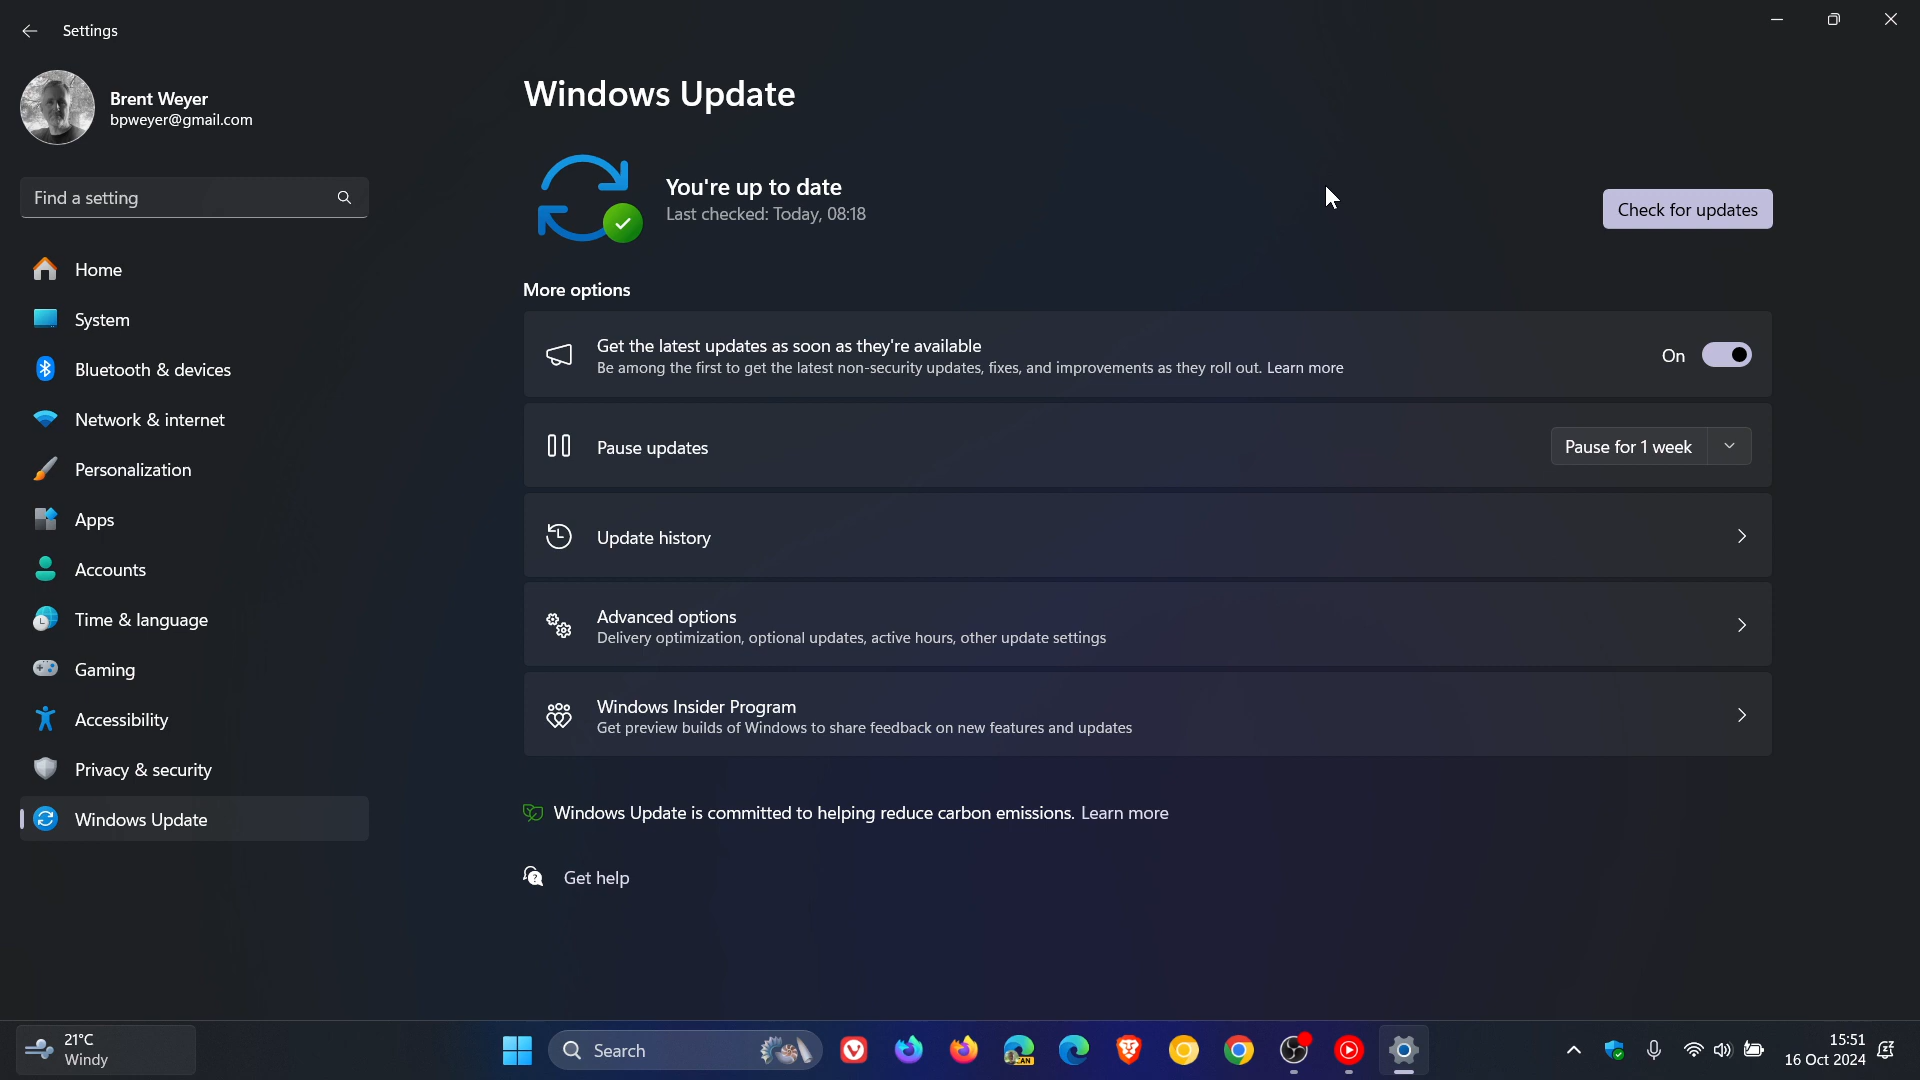 Settings
Brent Weyer
bpweyer@gmail.com
Find a setting
Home
System
Bluetooth & devices
Network & internet
Personalization
Apps
Accounts
Time & language
Gaming
Accessibility
Privacy & security
Windows Update
Windows Update
You're up to date
Last checked: Today, 08:18
Check for updates
More options
Get the latest updates as soon as they're available
Be among the first to get the latest non-security updates, fixes, and improvements as they roll out. Learn more
On
Pause updates
Pause for 1 week
Update history
Advanced options
Delivery optimization, optional updates, active hours, other update settings
Windows Insider Program
Get preview builds of Windows to share feedback on new features and updates
Windows Update is committed to helping reduce carbon emissions. Learn more
Get help
21°C
Windy
Search
CAN
15:51
16 Oct 2024